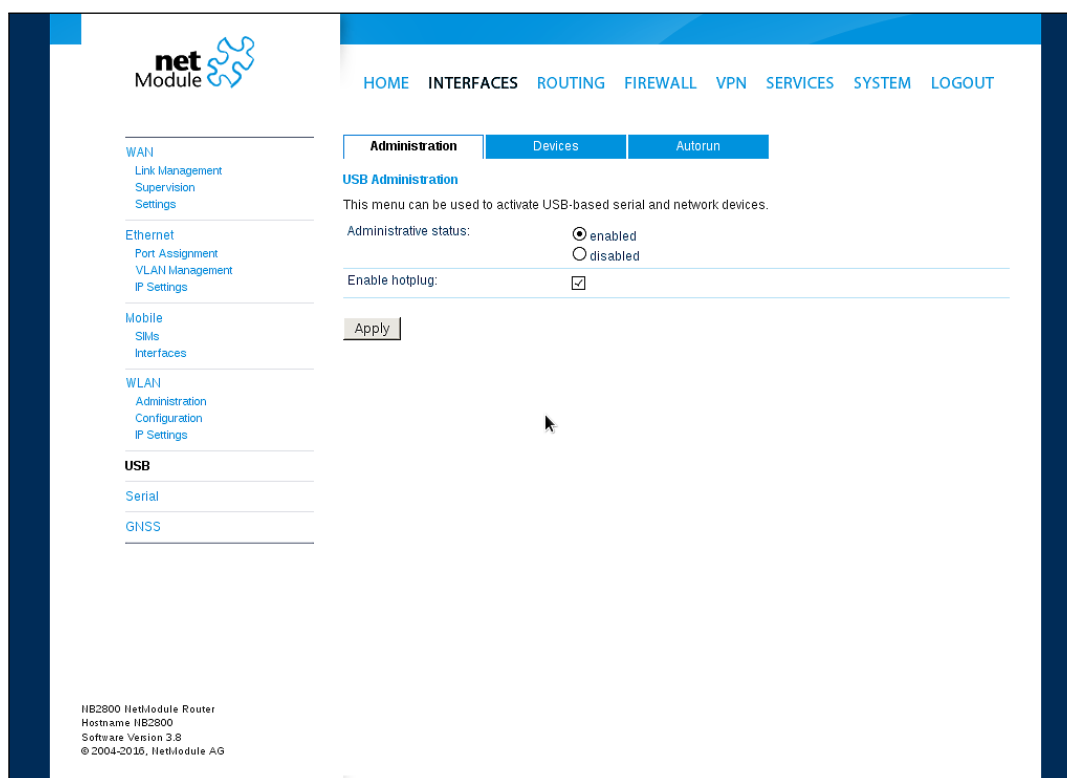 net
Module
HOME INTERFACES ROUTING FIREWALL VPN SERVICES SYSTEM LOGOUT
WAN
Link Management
Supervision
Settings
Ethernet
Port Assignment
VLAN Management
IP Settings
Mobile
SIMs
Interfaces
WLAN
Administration
Configuration
IP Settings
USB
Serial
GNSS
Administration Devices Autorun
USB Administration
This menu can be used to activate USB-based serial and network devices.
Administrative status:
enabled
disabled
Enable hotplug:
Apply
NB2800 NetModule Router
Hostname NB2800
Software Version 3.8
© 2004-2016, NetModule AG